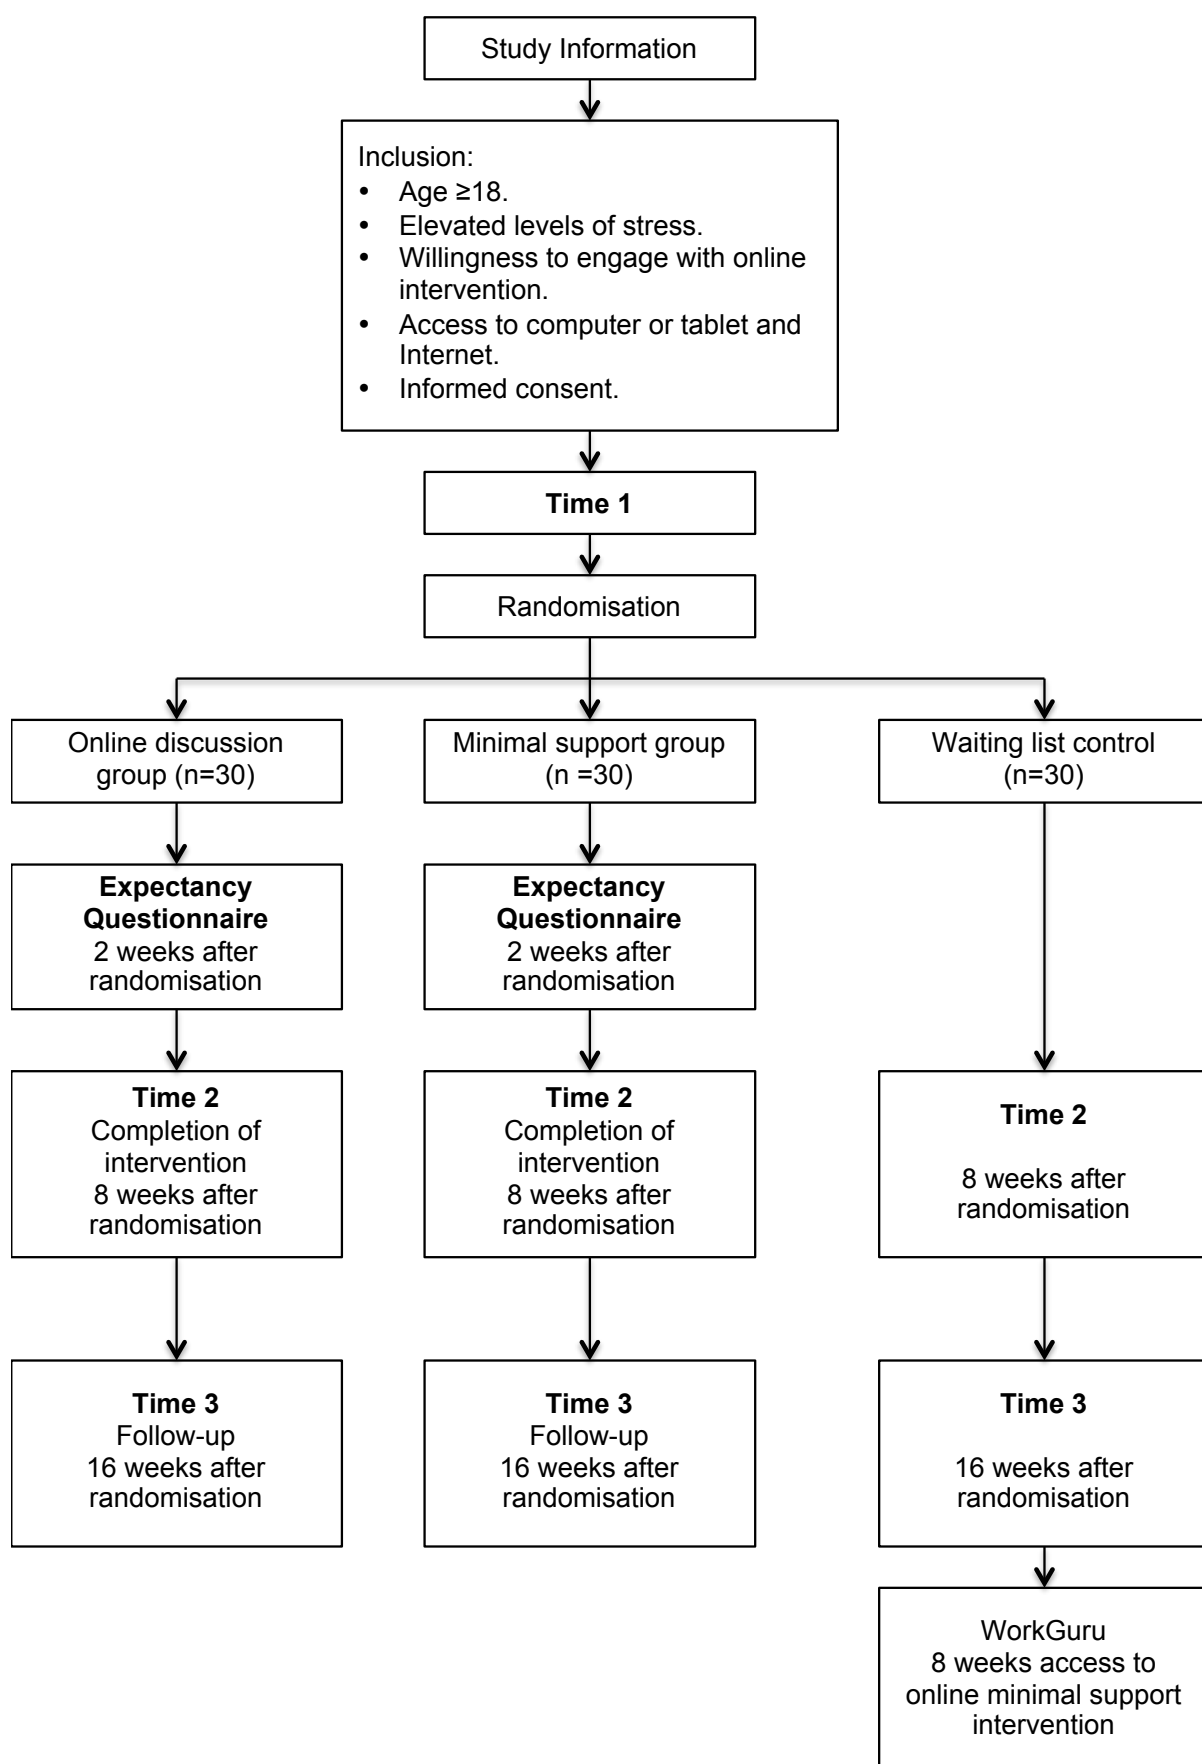 Study Information
Inclusion:
• Age ≥18.
• Elevated levels of stress.
• Willingness to engage with online
intervention.
• Access to computer or tablet and
Internet.
• Informed consent.
Time 1
Randomisation
Online discussion
group (n=30)
Minimal support group
(n =30)
Waiting list control
(n=30)
Expectancy
Questionnaire
2 weeks after
randomisation
Expectancy
Questionnaire
2 weeks after
randomisation
Time 2
Completion of
intervention
8 weeks after
randomisation
Time 2
Completion of
intervention
8 weeks after
randomisation
Time 2
8 weeks after
randomisation
Time 3
Follow-up
16 weeks after
randomisation
Time 3
Follow-up
16 weeks after
randomisation
Time 3
16 weeks after
randomisation
WorkGuru
8 weeks access to
online minimal support
intervention